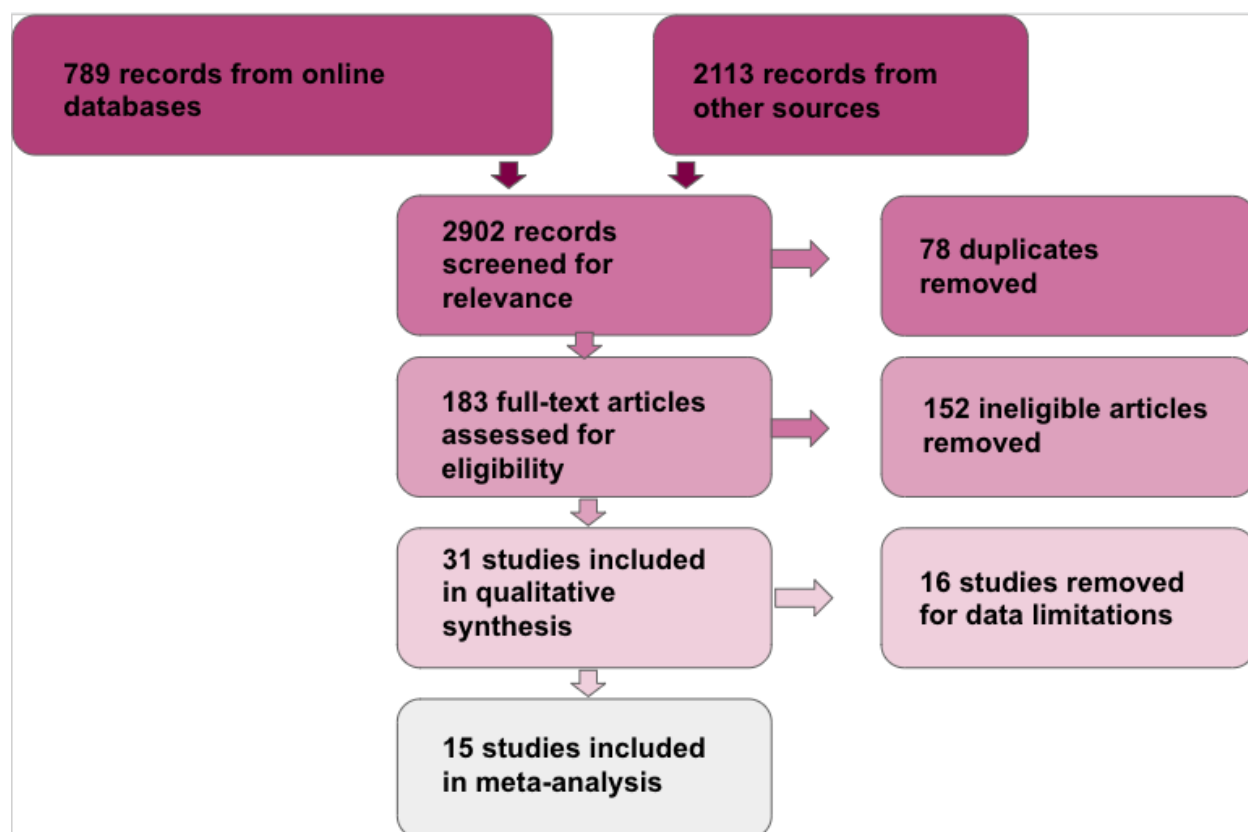 789 records from online
databases
2113 records from
other sources
2902 records
screened for
relevance
78 duplicates
removed
183 full-text articles
assessed for
eligibility
152 ineligible articles
removed
31 studies included
in qualitative
synthesis
16 studies removed
for data limitations
15 studies included
in meta-analysis